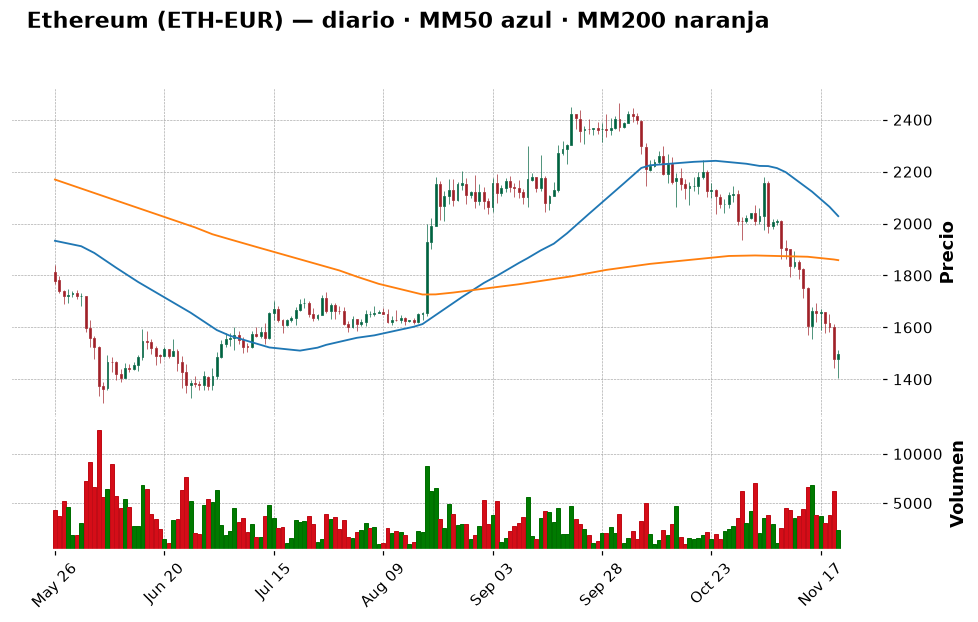 Ethereum (ETH-EUR) — diario · MM50 azul · MM200 naranja
2400
2200
2000
1800
1600
1400
Precio
10000
5000
Volumen
May 26
Jun 20
Jul 15
Aug 09
Sep 03
Sep 28
Oct 23
Nov 17